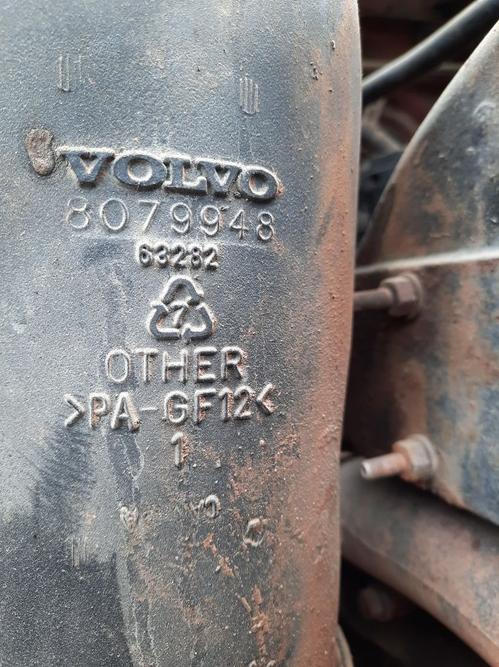 VOLVO
8079948
63282
7
OTHER
>PA-GF12<
1